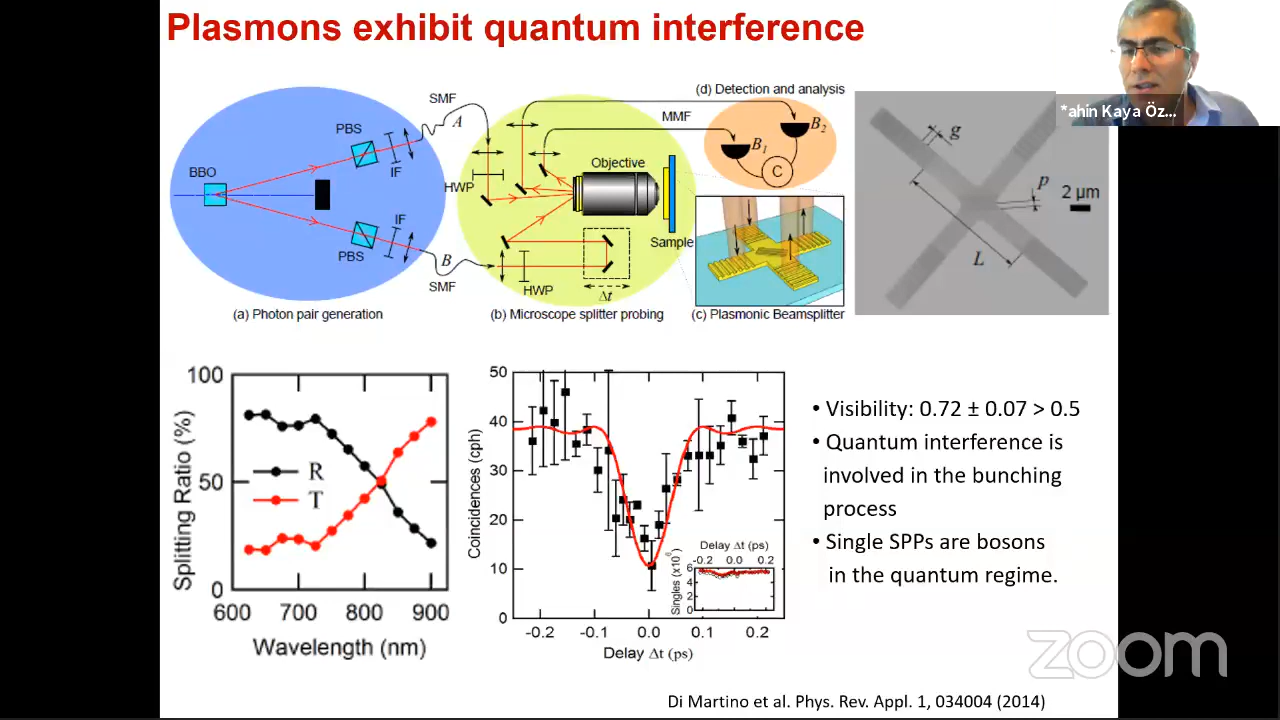 Plasmons exhibit quantum interference
*ahin Kaya Öz...
(d) Detection and analysis
SMF
A
MMF
B2
B1
C
PBS
BBO
IF
HWP
Objective
Sample
IF
PBS
B
SMF
HWP
Δt
(a) Photon pair generation
(b) Microscope splitter probing
(c) Plasmonic Beamsplitter
g
p
2 µm
L
Splitting Ratio (%)
100
50
0
R
T
600 700 800 900
Wavelength (nm)
Coincidences (cph)
50
40
30
20
10
0
-0.2 -0.1 0.0 0.1 0.2
Delay Δt (ps)
Delay Δt (ps)
-0.2 0.0 0.2
Singles (x10
6
4
2
0
• Visibility: 0.72 ± 0.07 > 0.5
• Quantum interference is
involved in the bunching
process
• Single SPPs are bosons
in the quantum regime.
zoom
Di Martino et al. Phys. Rev. Appl. 1, 034004 (2014)